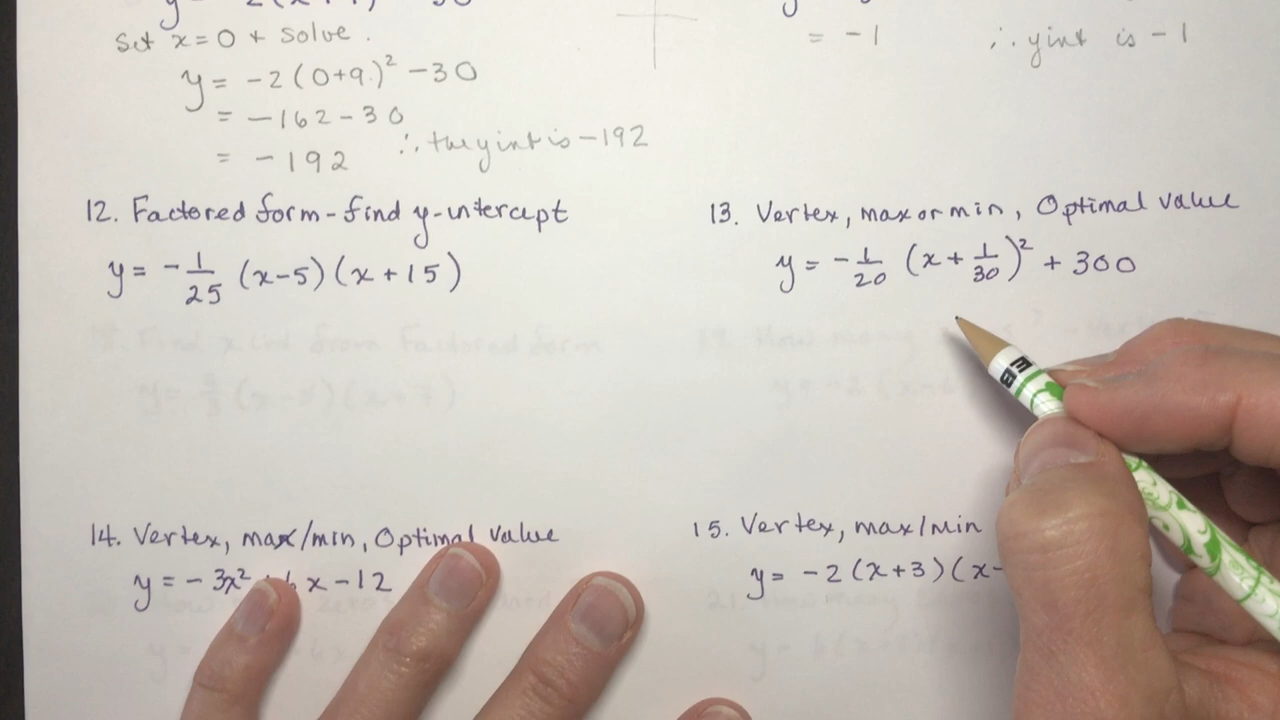 Set x=0 + solve.
y = -2(0+9)² -30
= -162-30
= -192 ∴ the y int is -192
= -1 ∴ y int is -1
12. Factored form - find y-intercept
y = -1/25 (x-5)(x+15)
13. Vertex, max or min, Optimal value
y = -1/20 (x + 1/30)² + 300
14. Vertex, max/min, Optimal value
y = -3x² x -12
15. Vertex, max/min
y = -2(x+3)(x-